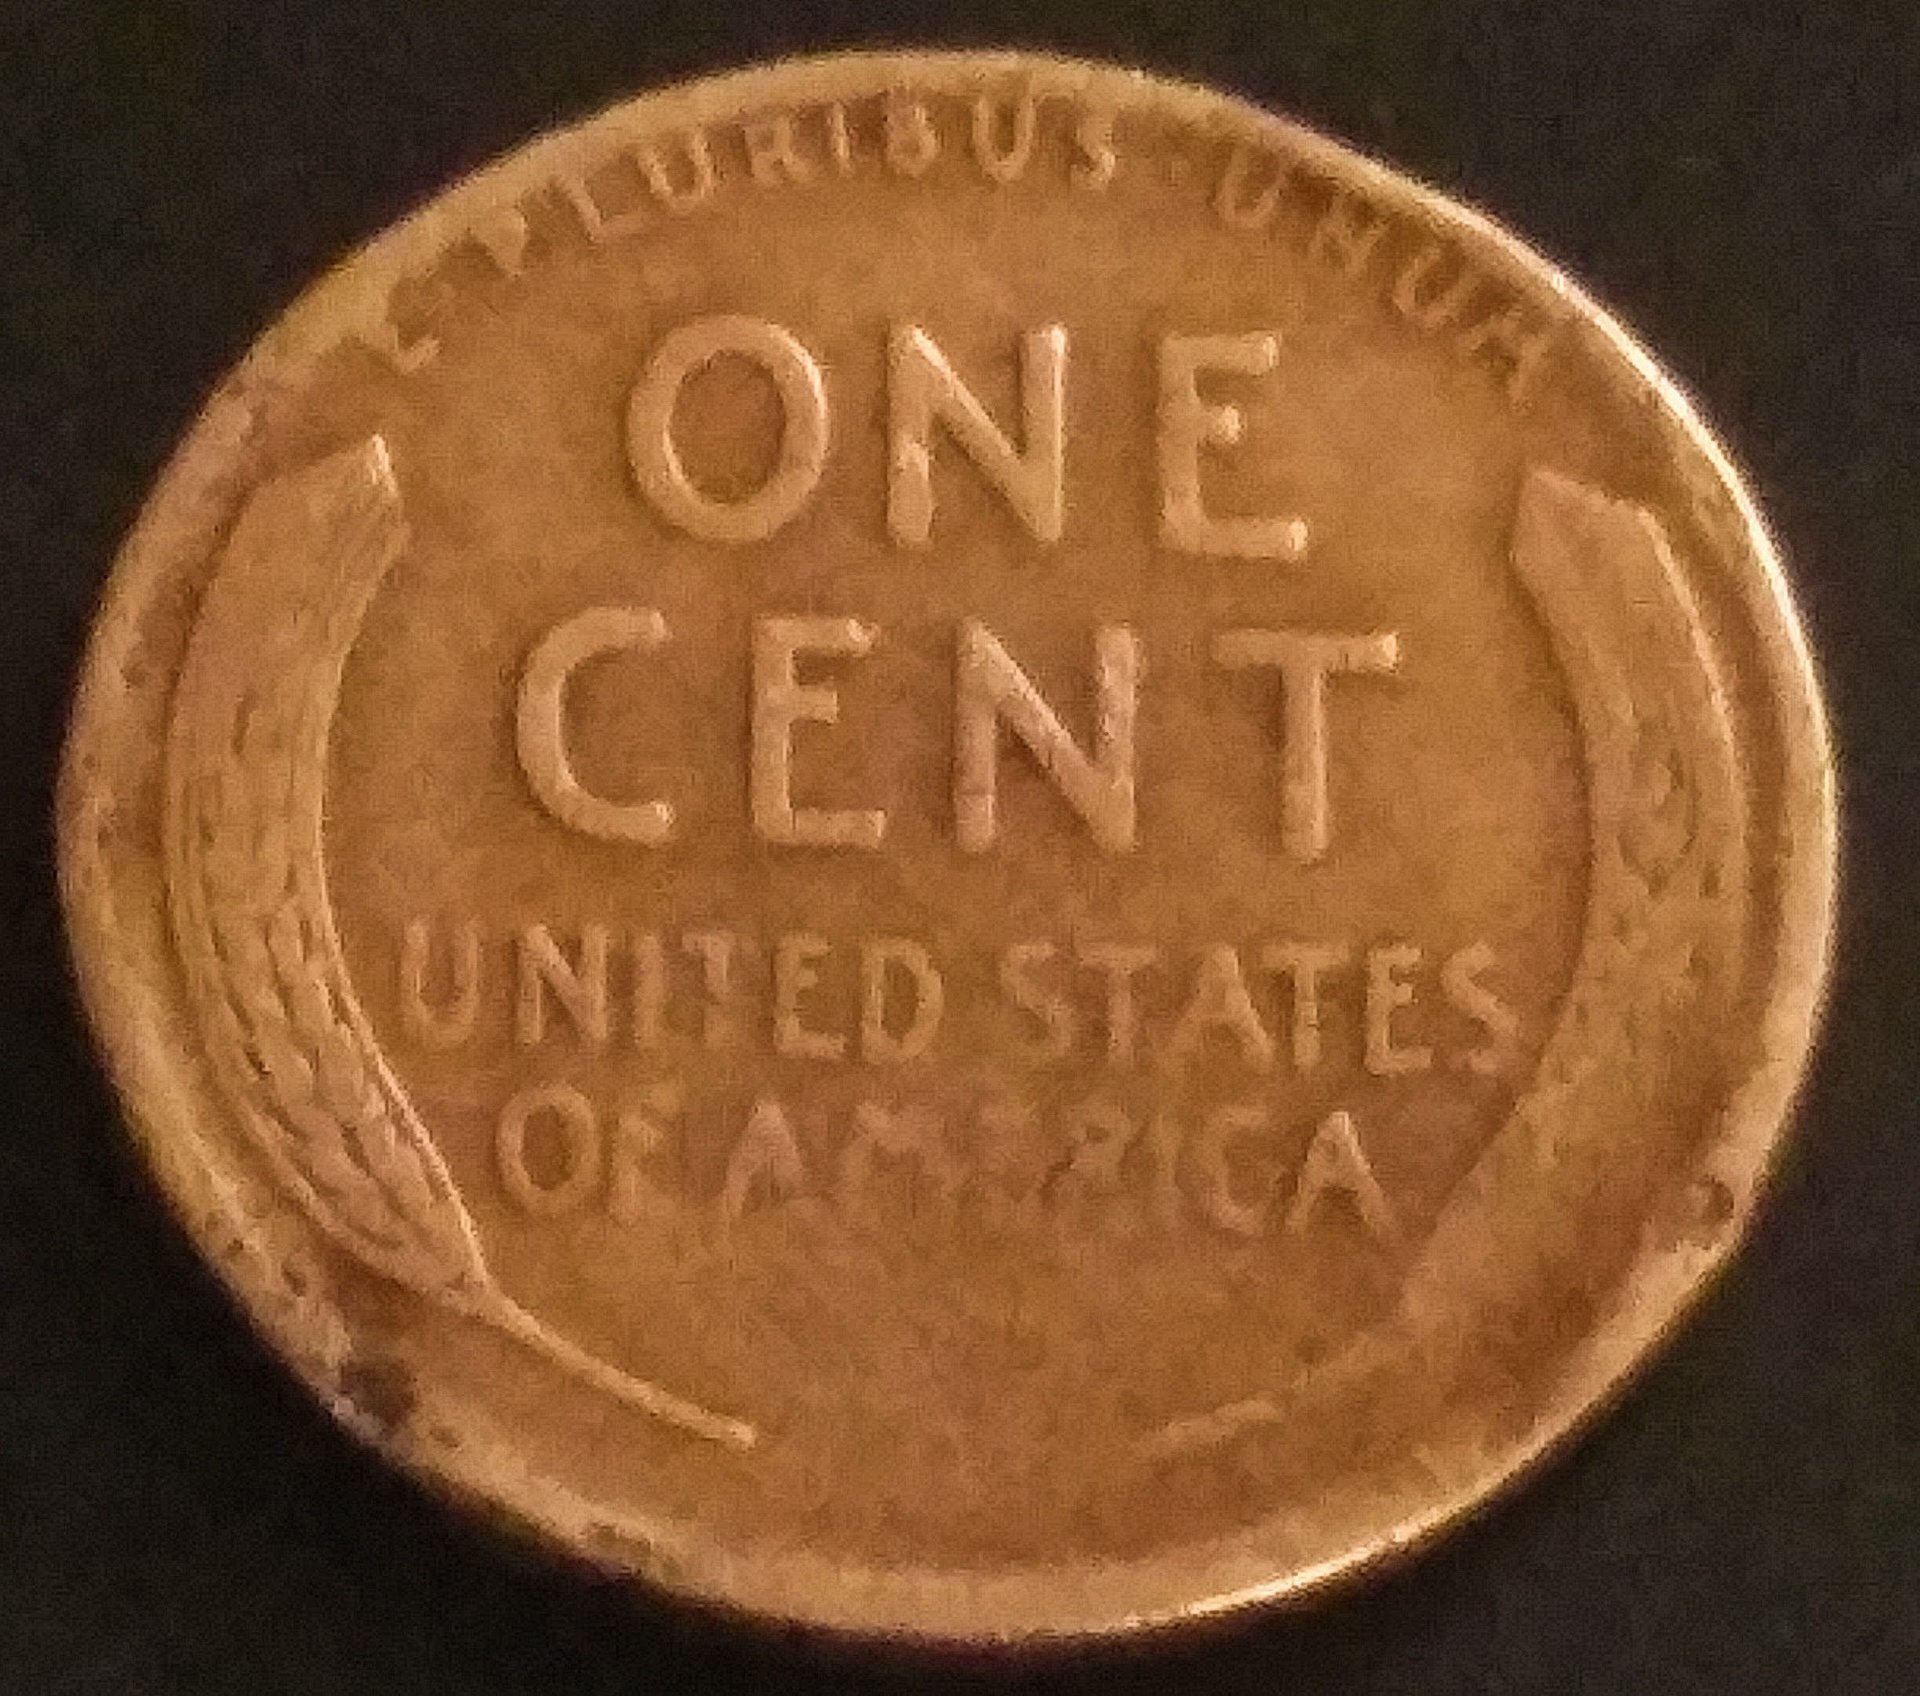 E · PLURIBUS · UNUM
ONE
CENT
UNITED STATES
OF AMERICA